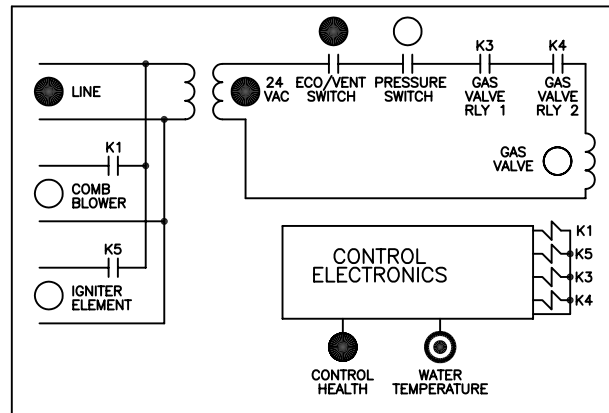 K3
K4
24
VAC
ECO/VENT
SWITCH
PRESSURE
SWITCH
GAS
VALVE
RLY 1
GAS
VALVE
RLY 2
LINE
K1
COMB
BLOWER
GAS
VALVE
K5
IGNITER
ELEMENT
CONTROL
ELECTRONICS
K1
K5
K3
K4
CONTROL
HEALTH
WATER
TEMPERATURE